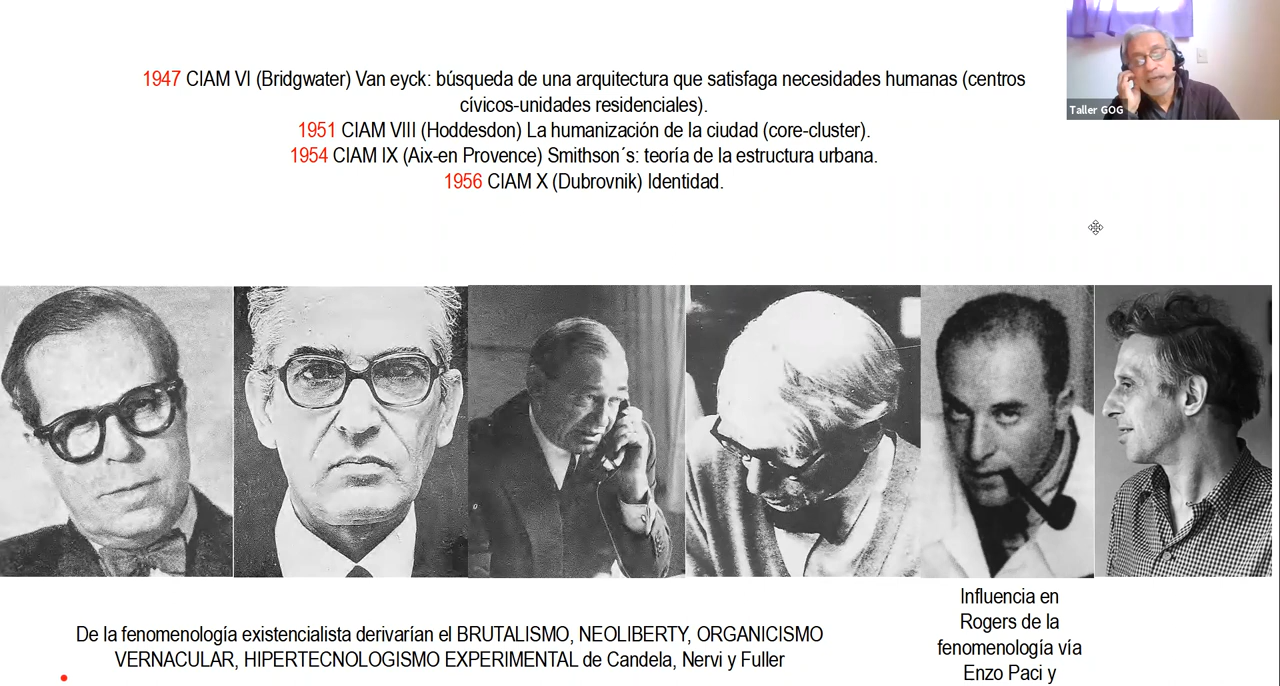 Taller GOG
1947 CIAM VI (Bridgwater) Van eyck: búsqueda de una arquitectura que satisfaga necesidades humanas (centros
cívicos-unidades residenciales).
1951 CIAM VIII (Hoddesdon) La humanización de la ciudad (core-cluster).
1954 CIAM IX (Aix-en Provence) Smithson´s: teoría de la estructura urbana.
1956 CIAM X (Dubrovnik) Identidad.
De la fenomenología existencialista derivarían el BRUTALISMO, NEOLIBERTY, ORGANICISMO
VERNACULAR, HIPERTECNOLOGISMO EXPERIMENTAL de Candela, Nervi y Fuller
Influencia en
Rogers de la
fenomenología vía
Enzo Paci y